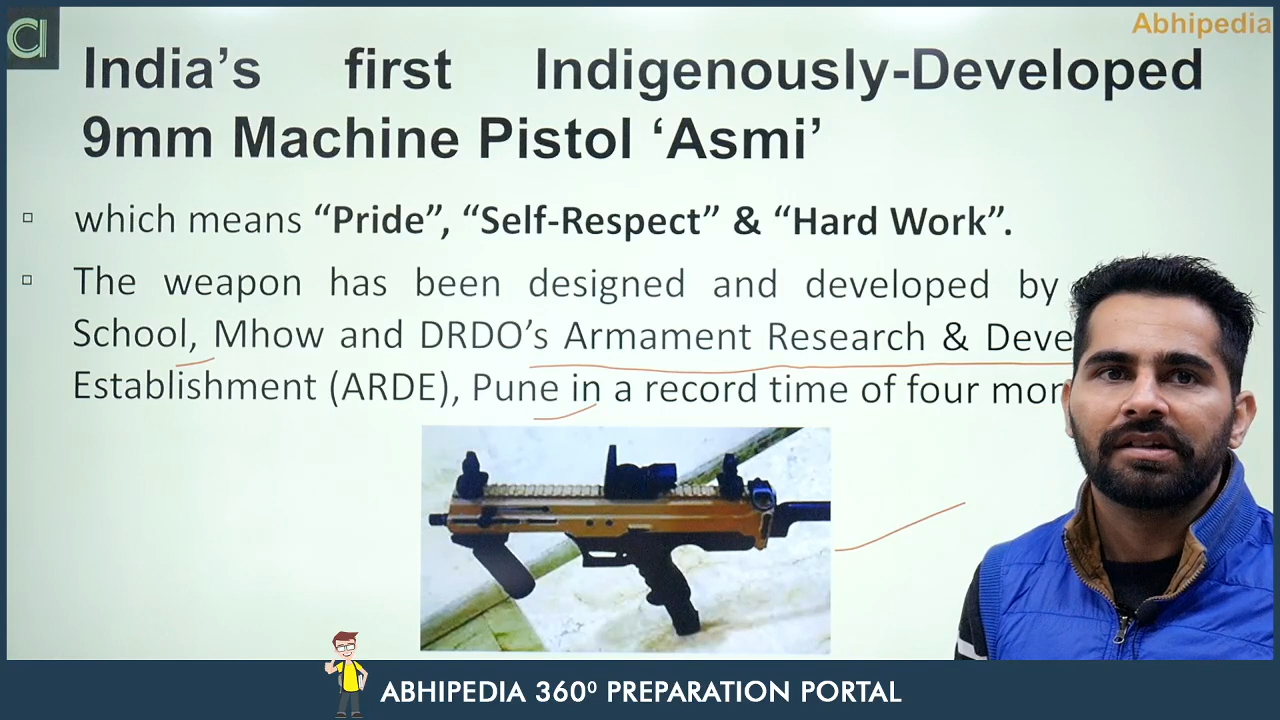 Abhipedia
India's first Indigenously-Developed
9mm Machine Pistol ‘Asmi’
which means “Pride”, “Self-Respect” & “Hard Work”.
The weapon has been designed and developed by
School, Mhow and DRDO’s Armament Research & Deve
Establishment (ARDE), Pune in a record time of four mon
ABHIPEDIA 360⁰ PREPARATION PORTAL